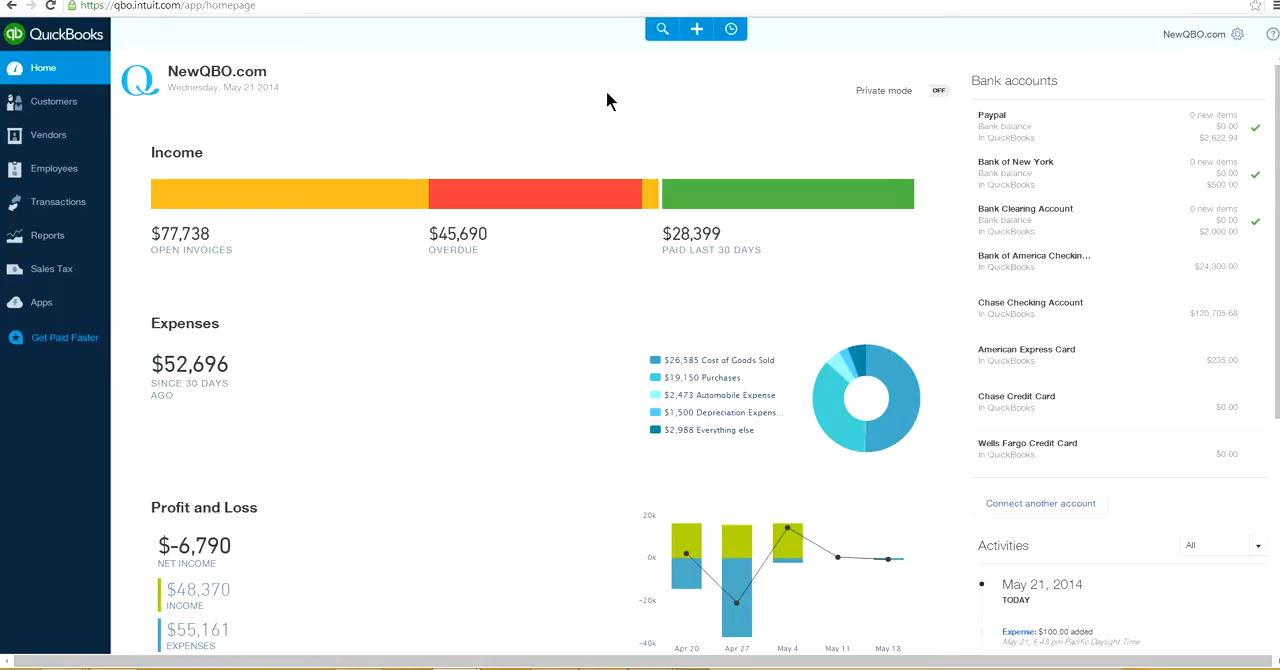 https://qbo.intuit.com/app/homepage
qb QuickBooks
NewQBO.com
?
Home
Customers
Vendors
Employees
Transactions
Reports
Sales Tax
Apps
Get Paid Faster
Q
NewQBO.com
Wednesday, May 21 2014
Private mode OFF
Income
$77,738
OPEN INVOICES
$45,690
OVERDUE
$28,399
PAID LAST 30 DAYS
Expenses
$52,696
SINCE 30 DAYS
AGO
$26,585 Cost of Goods Sold
$19,150 Purchases
$2,473 Automobile Expense
$1,500 Depreciation Expens...
$2,988 Everything else
Profit and Loss
$-6,790
NET INCOME
$48,370
INCOME
$55,161
EXPENSES
20k
0k
-20k
-40k
Apr 20 Apr 27 May 4 May 11 May 18
Bank accounts
Paypal 0 new items
Bank balance $0.00
In QuickBooks $2,622.94
Bank of New York 0 new items
Bank balance $0.00
In QuickBooks $500.00
Bank Clearing Account 0 new items
Bank balance $0.00
In QuickBooks $2,000.00
Bank of America Checkin...
In QuickBooks $24,300.00
Chase Checking Account
In QuickBooks $120,705.68
American Express Card
In QuickBooks $235.00
Chase Credit Card
In QuickBooks $0.00
Wells Fargo Credit Card
In QuickBooks $0.00
Connect another account
Activities All
May 21, 2014
TODAY
Expense: $100.00 added
May 21, 5:43 pm Pacific Daylight Time